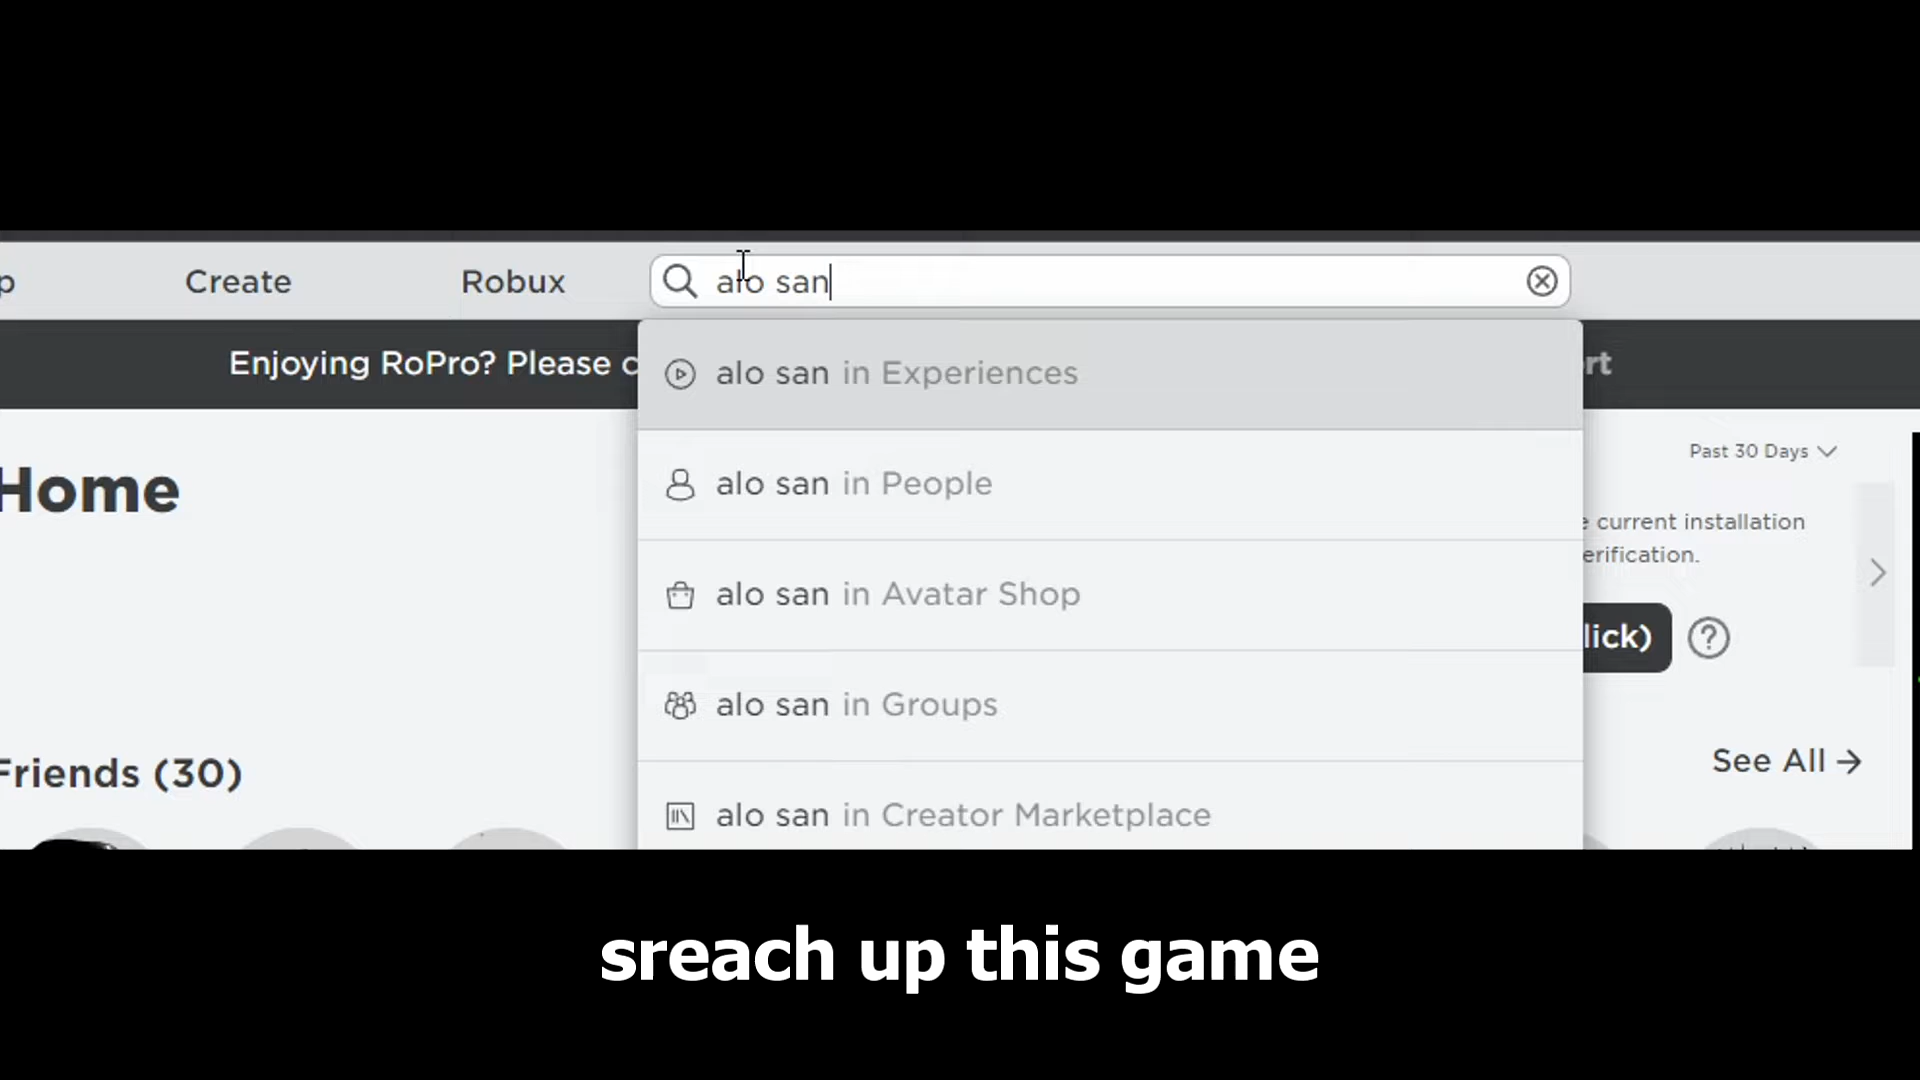 p Create Robux alo san
Enjoying RoPro? Please c rt
alo san in Experiences
Past 30 Days
Home
alo san in People
e current installation
erification.
alo san in Avatar Shop
lick) ?
alo san in Groups
See All →
Friends (30)
alo san in Creator Marketplace
sreach up this game